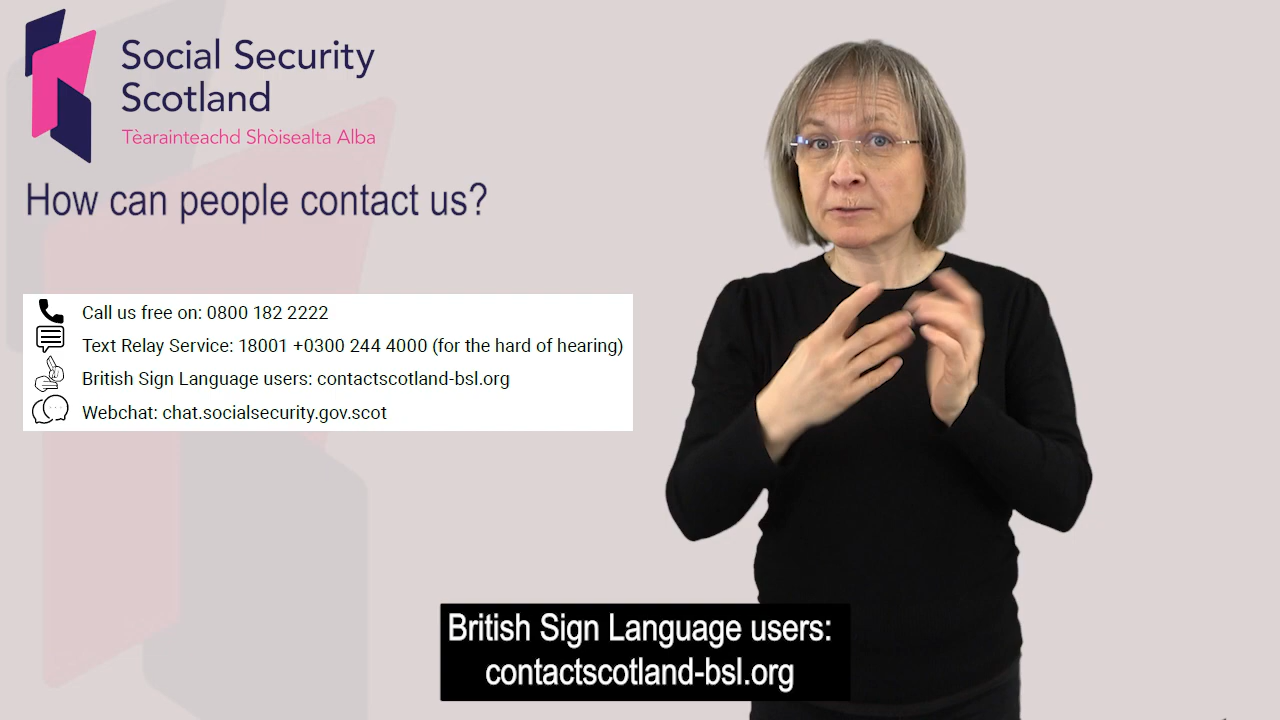 Social Security
Scotland
Tèarainteachd Shòisealta Alba
How can people contact us?
Call us free on: 0800 182 2222
Text Relay Service: 18001 +0300 244 4000 (for the hard of hearing)
British Sign Language users: contactscotland-bsl.org
Webchat: chat.socialsecurity.gov.scot
British Sign Language users:
contactscotland-bsl.org